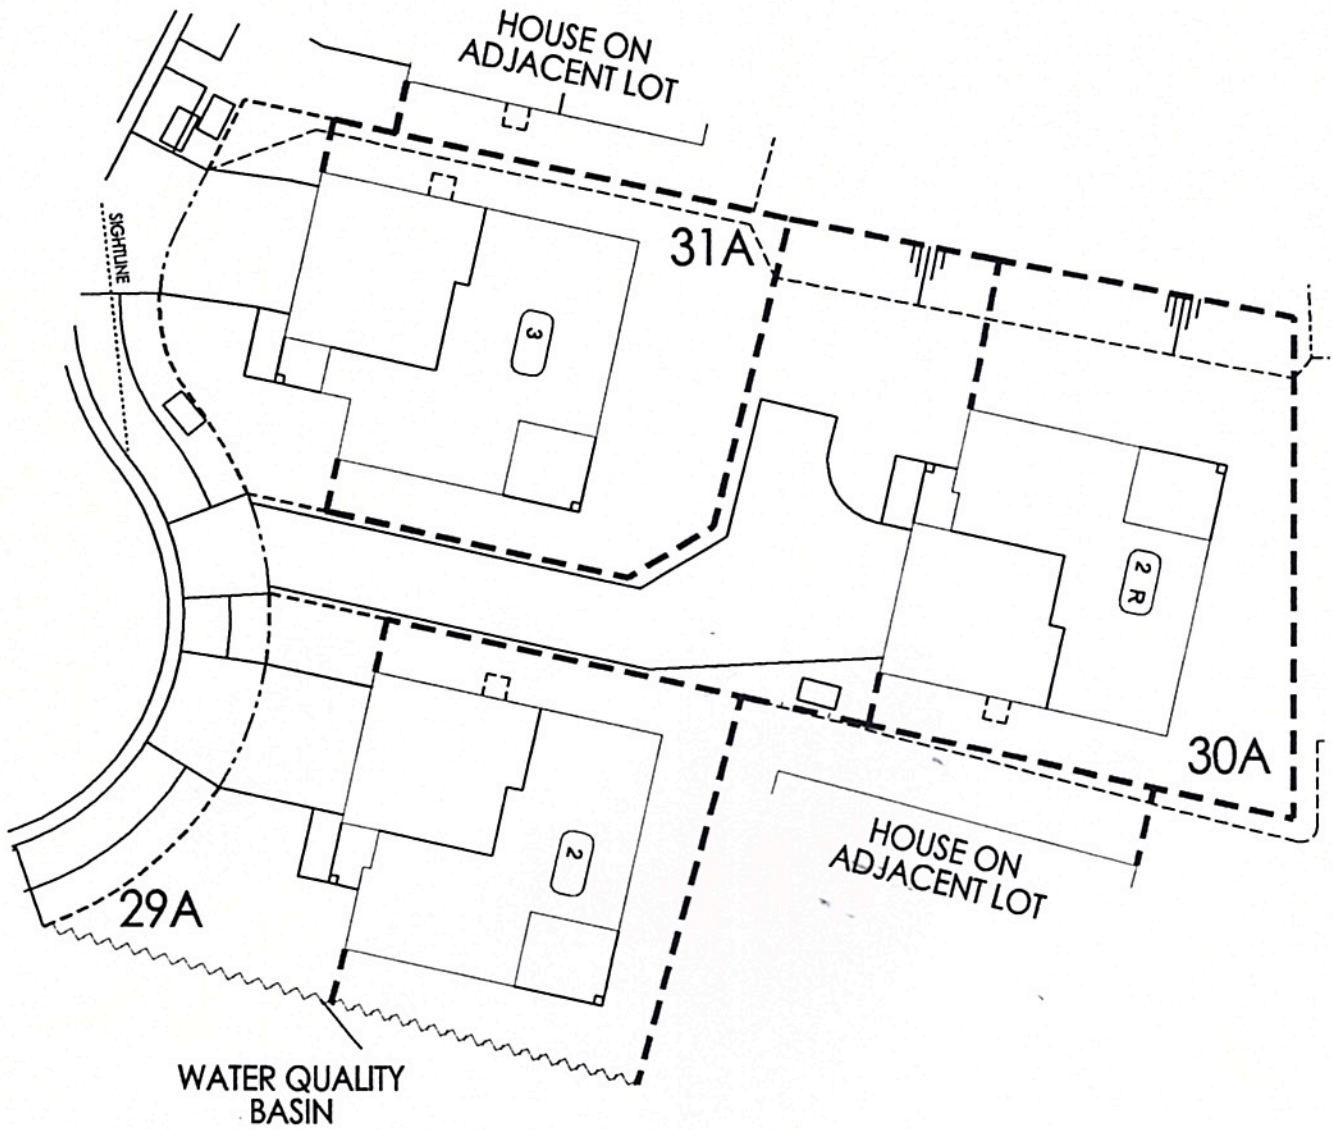 HOUSE ON
ADJACENT LOT
SIGHTLINE
31A
3
2 R
30A
HOUSE ON
ADJACENT LOT
2
29A
WATER QUALITY
BASIN